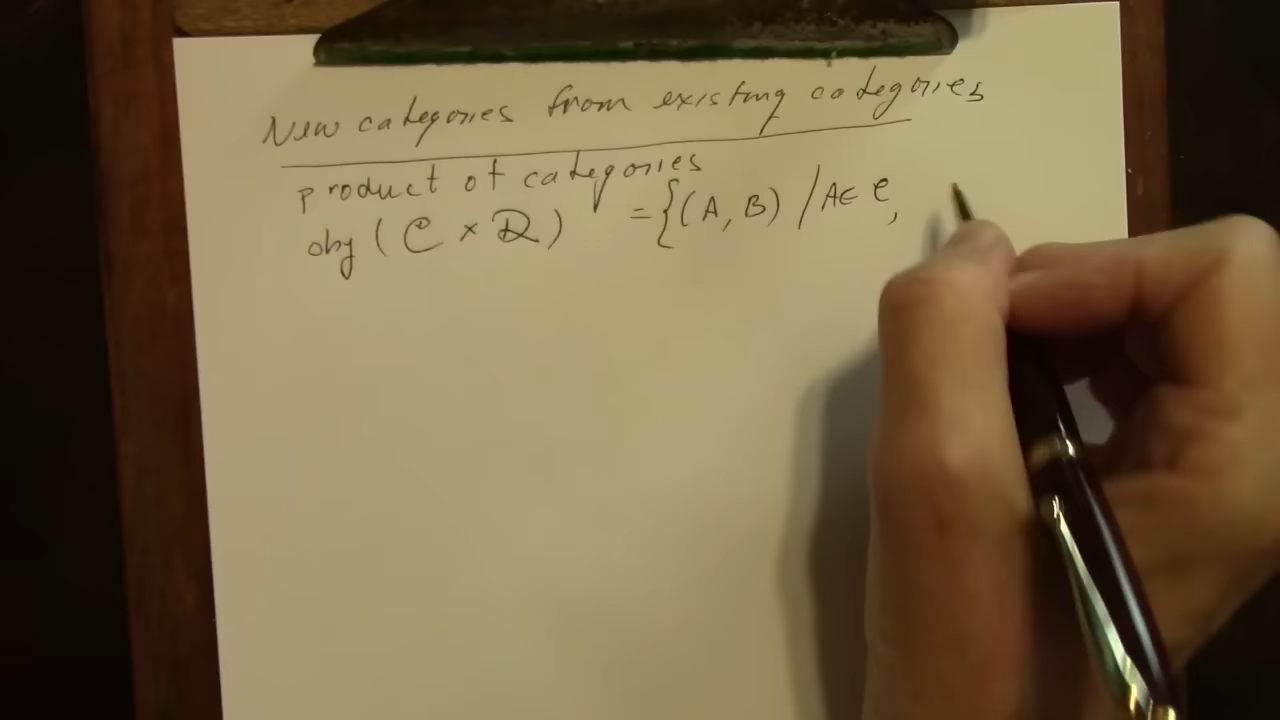 New categories from existing categories
product of categories
obj ( C × D ) = { (A, B) / A ∈ C,